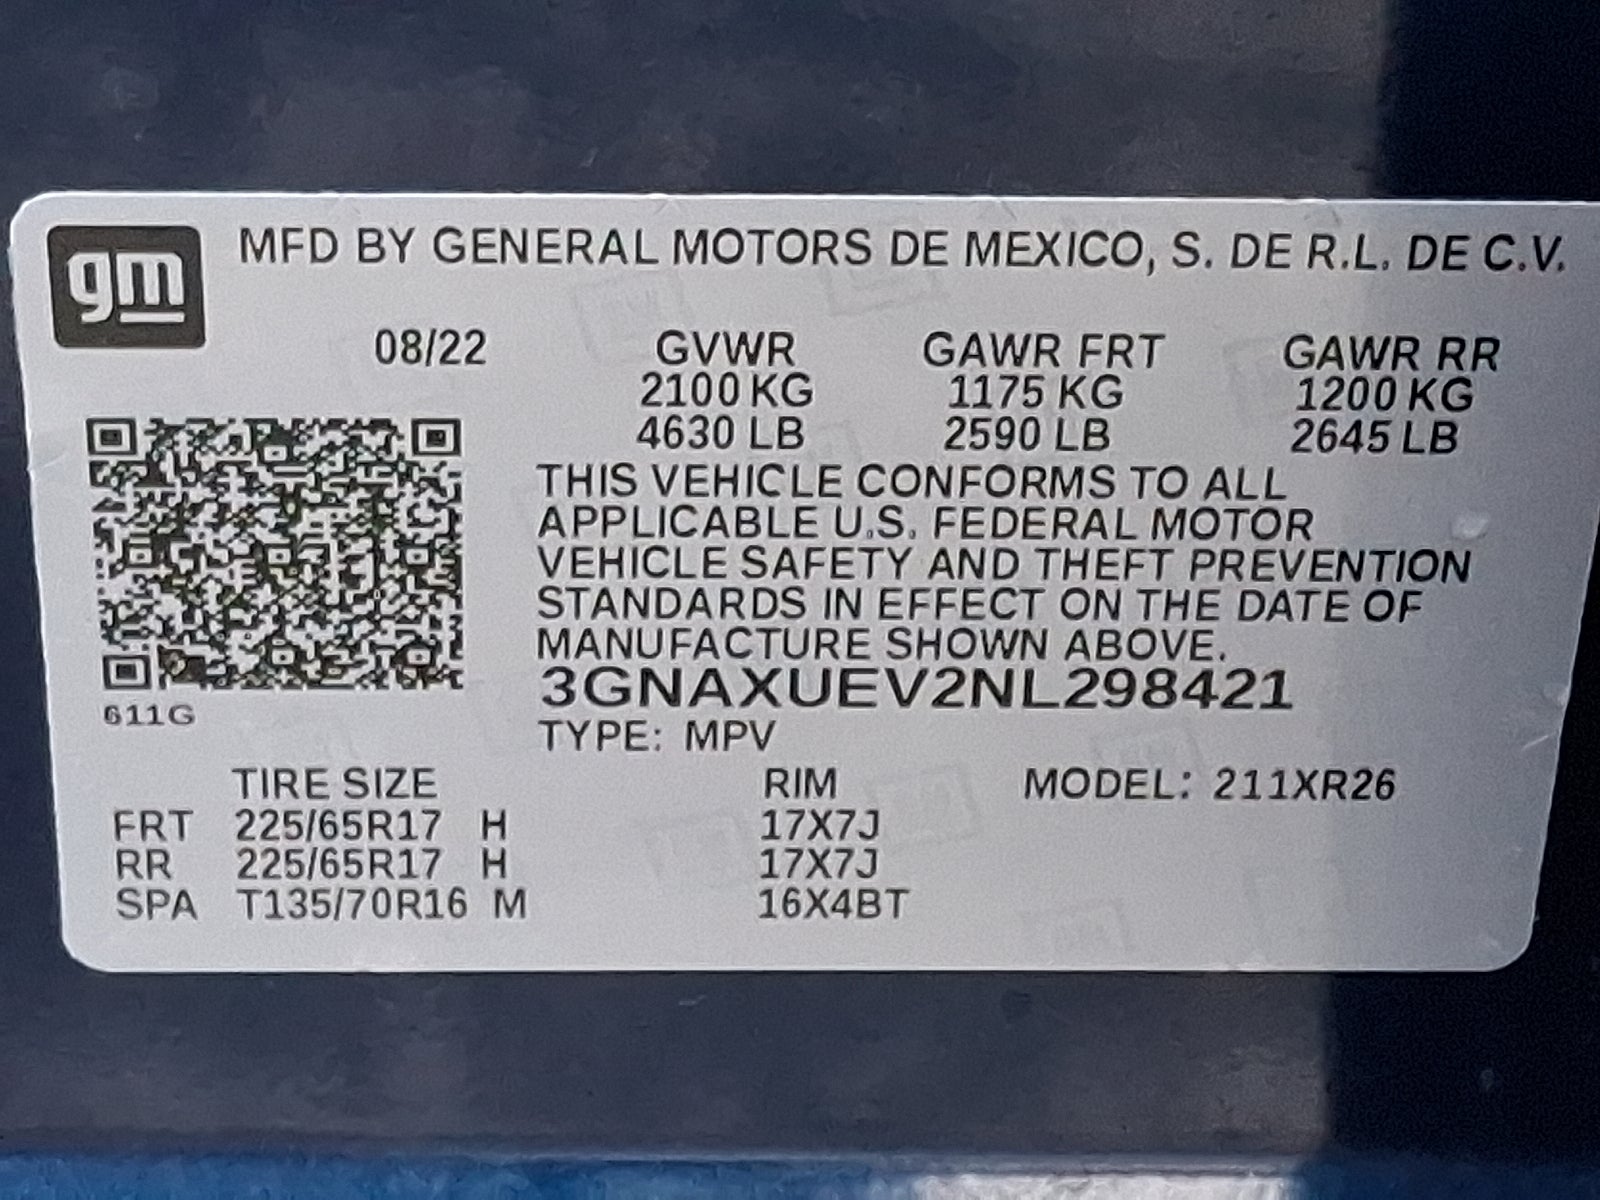 gm
MFD BY GENERAL MOTORS DE MEXICO, S. DE R.L. DE C.V.
08/22 GVWR GAWR FRT GAWR RR
2100 KG 1175 KG 1200 KG
4630 LB 2590 LB 2645 LB
THIS VEHICLE CONFORMS TO ALL
APPLICABLE U.S. FEDERAL MOTOR
VEHICLE SAFETY AND THEFT PREVENTION
STANDARDS IN EFFECT ON THE DATE OF
MANUFACTURE SHOWN ABOVE.
3GNAXUEV2NL298421
611G
TYPE: MPV
TIRE SIZE RIM MODEL: 211XR26
FRT 225/65R17 H 17X7J
RR 225/65R17 H 17X7J
SPA T135/70R16 M 16X4BT